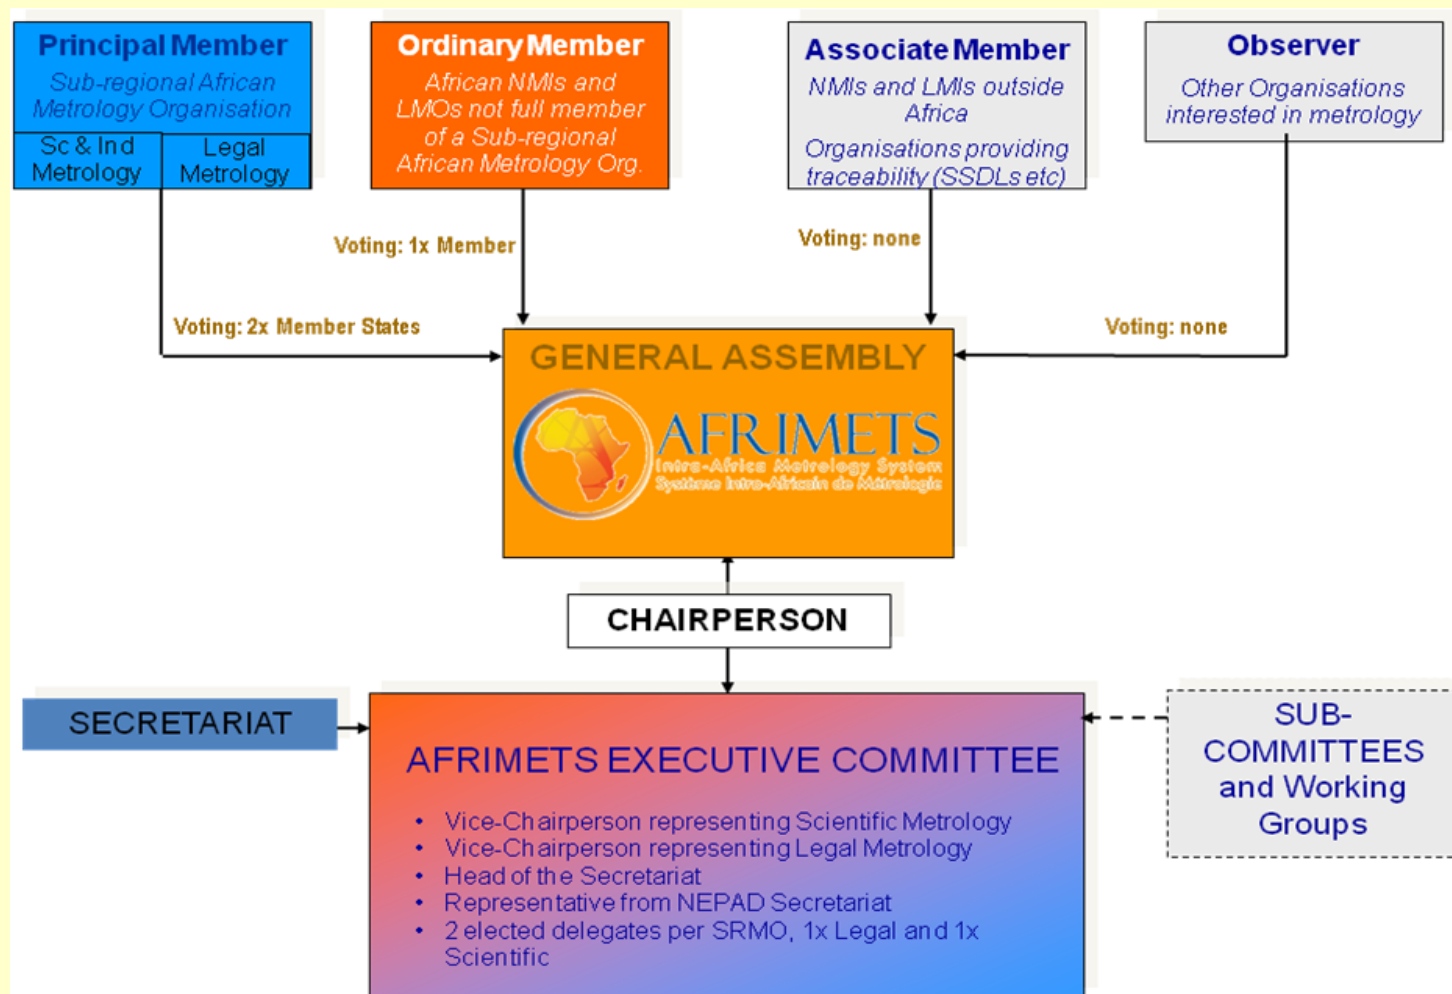 Principal Member
Sub-regional African
Metrology Organisation
Sc & Ind
Metrology
Legal
Metrology
Ordinary Member
African NMIs and
LMOs not full member
of a Sub-regional
African Metrology Org.
Associate Member
NMIs and LMIs outside
Africa
Organisations providing
traceability (SSDLs etc)
Observer
Other Organisations
interested in metrology
Voting: 1x Member
Voting: none
Voting: 2x Member States
Voting: none
GENERAL ASSEMBLY
AFRIMETS
Intra-Africa Metrology System
Système Intra-Africain de Métrologie
CHAIRPERSON
SECRETARIAT
AFRIMETS EXECUTIVE COMMITTEE
• Vice-Chairperson representing Scientific Metrology
• Vice-Chairperson representing Legal Metrology
• Head of the Secretariat
• Representative from NEPAD Secretariat
• 2 elected delegates per SRMO, 1x Legal and 1x
Scientific
SUB-
COMMITTEES
and Working
Groups